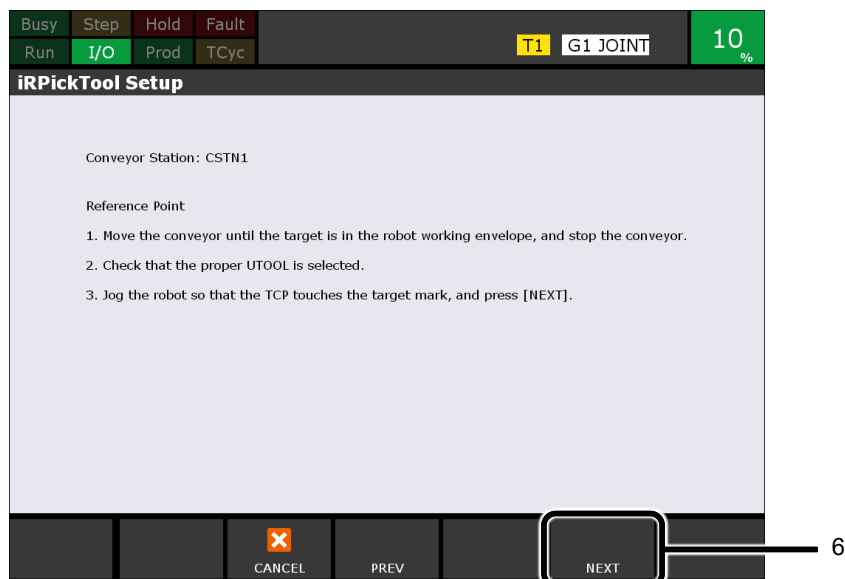 Busy Step Hold Fault
Run I/O Prod TCyc
T1 G1 JOINT
10 %
iRPickTool Setup
Conveyor Station: CSTN1
Reference Point
1. Move the conveyor until the target is in the robot working envelope, and stop the conveyor.
2. Check that the proper UTOOL is selected.
3. Jog the robot so that the TCP touches the target mark, and press [NEXT].
CANCEL PREV NEXT
6